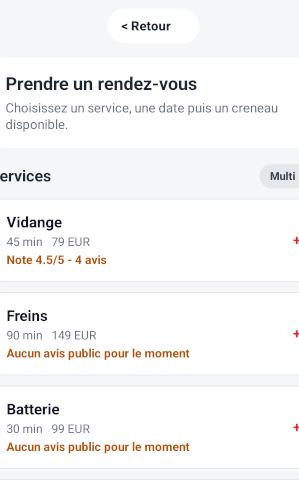 < Retour
Prendre un rendez-vous
Choisissez un service, une date puis un creneau
disponible.
ervices Multi
Vidange
45 min 79 EUR +
Note 4.5/5 - 4 avis
Freins
90 min 149 EUR +
Aucun avis public pour le moment
Batterie
30 min 99 EUR +
Aucun avis public pour le moment